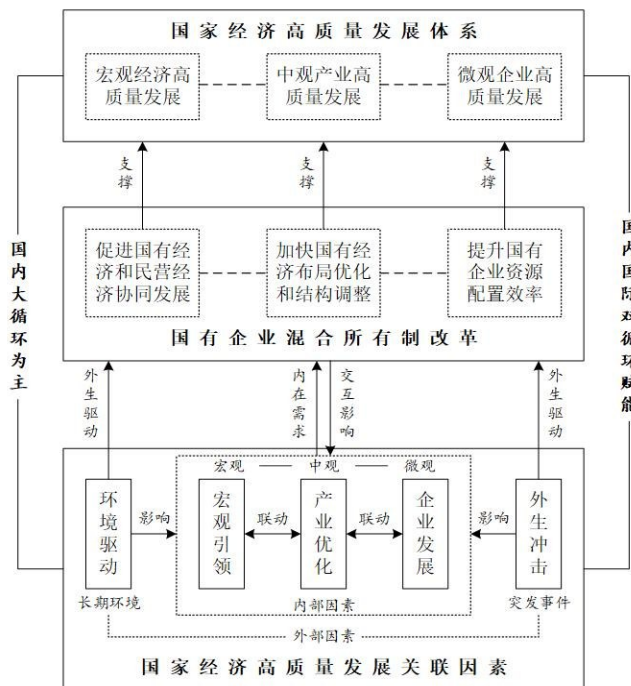 国家经济高质量发展体系
宏观经济高
质量发展
中观产业高
质量发展
微观企业高
质量发展
支撑
支撑
支撑
国内大循环为主
国内国际双循环赋能
促进国有经
济和民营经
济协同发展
加快国有经
济布局优化
和结构调整
提升国有
企业资源
配置效率
国有企业混合所有制改革
外生驱动
内在需求
交互影响
外生驱动
宏观
中观
微观
环境驱动
影响
宏观引领
联动
产业优化
联动
企业发展
影响
外生冲击
长期环境
内部因素
突发事件
外部因素
国家经济高质量发展关联因素